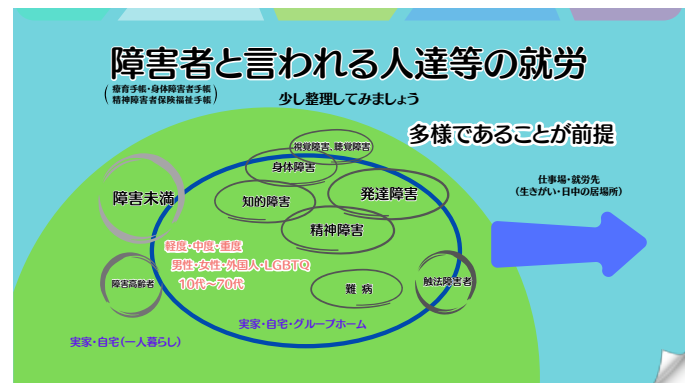 障害者と言われる人達等の就労
(療育手帳・身体障害者手帳
精神障害者保険福祉手帳)
少し整理してみましょう
多様であることが前提
視覚障害、聴覚障害
身体障害
仕事場・就労先
(生きがい・日中の居場所)
障害未満
知的障害
発達障害
精神障害
軽度・中度・重度
男性・女性・外国人・LGBTQ
10代~70代
障害高齢者
難 病
触法障害者
実家・自宅・グループホーム
実家・自宅(一人暮らし)